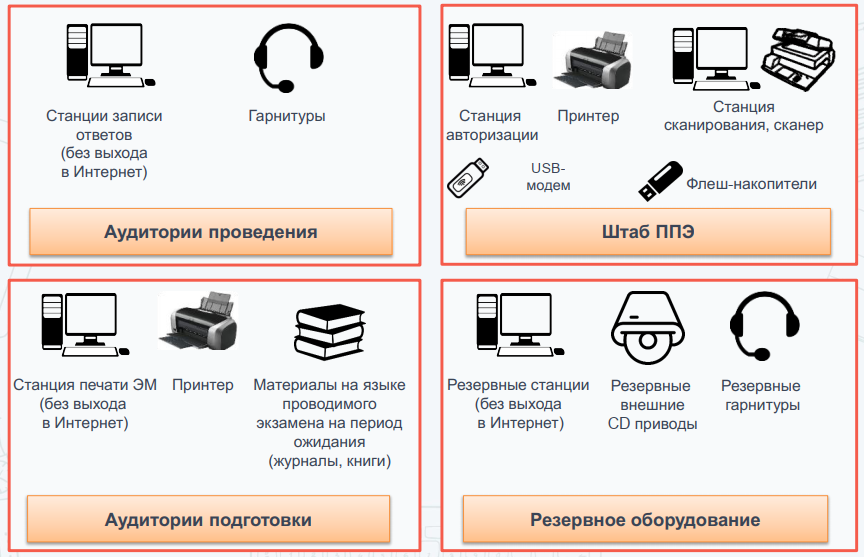 Станции записи
ответов
(без выхода
в Интернет)
Гарнитуры
Аудитории проведения
Станция
авторизации
Принтер
Станция
сканирования, сканер
USB-
модем
Флеш-накопители
Штаб ППЭ
Станция печати ЭМ
(без выхода
в Интернет)
Принтер
Материалы на языке
проводимого
экзамена на период
ожидания
(журналы, книги)
Аудитории подготовки
Резервные станции
(без выхода
в Интернет)
Резервные
внешние
CD приводы
Резервные
гарнитуры
Резервное оборудование